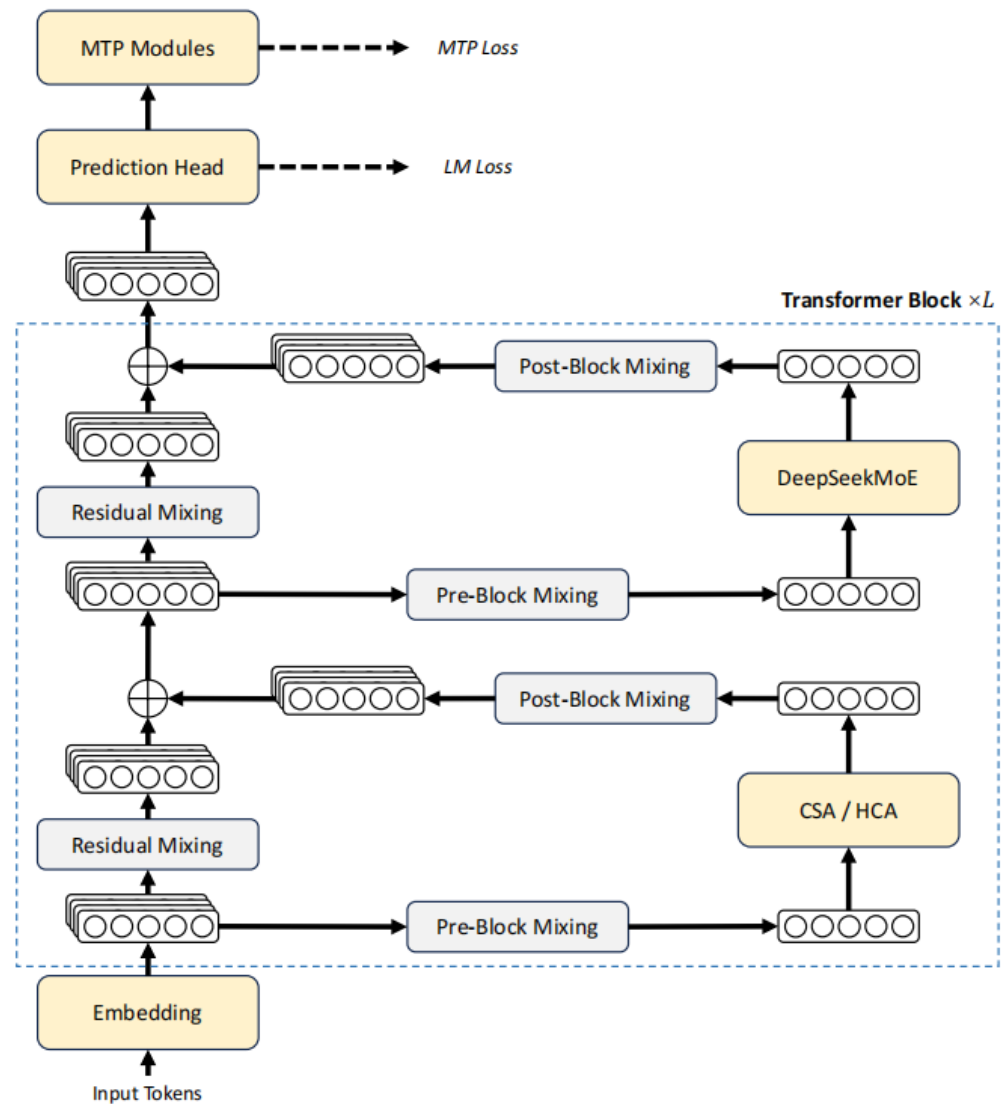 MTP Modules
MTP Loss
Prediction Head
LM Loss
Transformer Block ×L
Post-Block Mixing
DeepSeekMoE
Residual Mixing
Pre-Block Mixing
Post-Block Mixing
CSA / HCA
Residual Mixing
Pre-Block Mixing
Embedding
Input Tokens